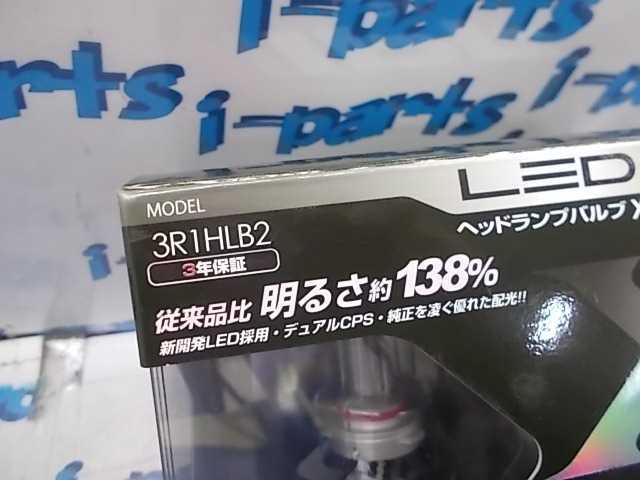 i-parts
parts
i-parts
i-parts
i-parts
LED
MODEL
3R1HLB2
3年保証
ヘッドランプバルブ
従来品比 明るさ約138%
新開発LED採用・デュアルCPS・純正を凌ぐ優れた配光!!